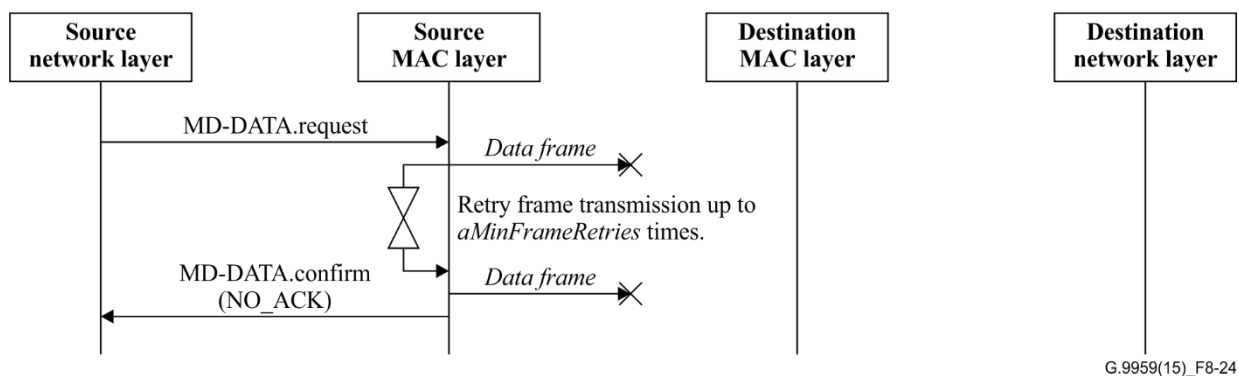 Source
network layer
Source
MAC layer
Destination
MAC layer
Destination
network layer
MD-DATA.request
Data frame
Retry frame transmission up to
aMinFrameRetries times.
MD-DATA.confirm
(NO_ACK)
Data frame
G.9959(15)_F8-24